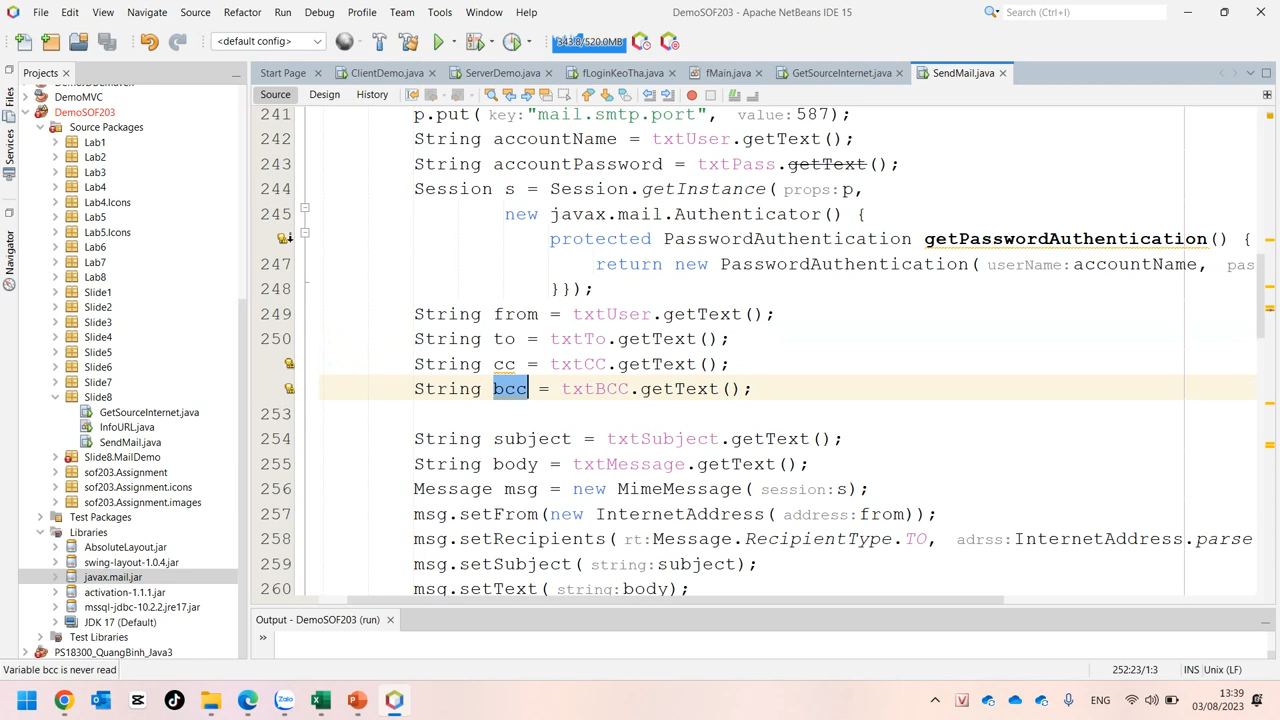 File Edit View Navigate Source Refactor Run Debug Profile Team Tools Window Help
DemoSOF203 - Apache NetBeans IDE 15
Search (Ctrl+I)
<default config>
343.8/520.0MB
Projects
Start Page
ClientDemo.java
ServerDemo.java
fLoginKeoTha.java
fMain.java
GetSourceInternet.java
SendMail.java
Source Design History
Files
Services
Navigator
DemoMVC
DemoSOF203
Source Packages
Lab1
Lab2
Lab3
Lab4
Lab4.Icons
Lab5
Lab5.Icons
Lab6
Lab7
Lab8
Slide1
Slide2
Slide3
Slide4
Slide5
Slide6
Slide7
Slide8
GetSourceInternet.java
InfoURL.java
SendMail.java
Slide8.MailDemo
sof203.Assignment
sof203.Assignment.icons
sof203.Assignment.images
Test Packages
Libraries
AbsoluteLayout.jar
swing-layout-1.0.4.jar
javax.mail.jar
activation-1.1.1.jar
mssql-jdbc-10.2.2.jre17.jar
JDK 17 (Default)
Test Libraries
PS18300_QuangBinh_Java3
241 p.put(key:"mail.smtp.port", value:587);
242 String accountName = txtUser.getText();
243 String accountPassword = txtPass.getText();
244 Session s = Session.getInstance(props:p,
245 new javax.mail.Authenticator() {
protected PasswordAuthentication getPasswordAuthentication() {
247 return new PasswordAuthentication(userName:accountName, pas
248 }});
249 String from = txtUser.getText();
250 String to = txtTo.getText();
String cc = txtCC.getText();
String bcc = txtBCC.getText();
253
254 String subject = txtSubject.getText();
255 String body = txtMessage.getText();
256 Message msg = new MimeMessage(session:s);
257 msg.setFrom(new InternetAddress(address:from));
258 msg.setRecipients(rt:Message.RecipientType.TO, adrss:InternetAddress.parse
259 msg.setSubject(string:subject);
260 msg.setText(string:body);
Output - DemoSOF203 (run)
Variable bcc is never read
252:23/1:3
INS Unix (LF)
ENG
13:39
03/08/2023